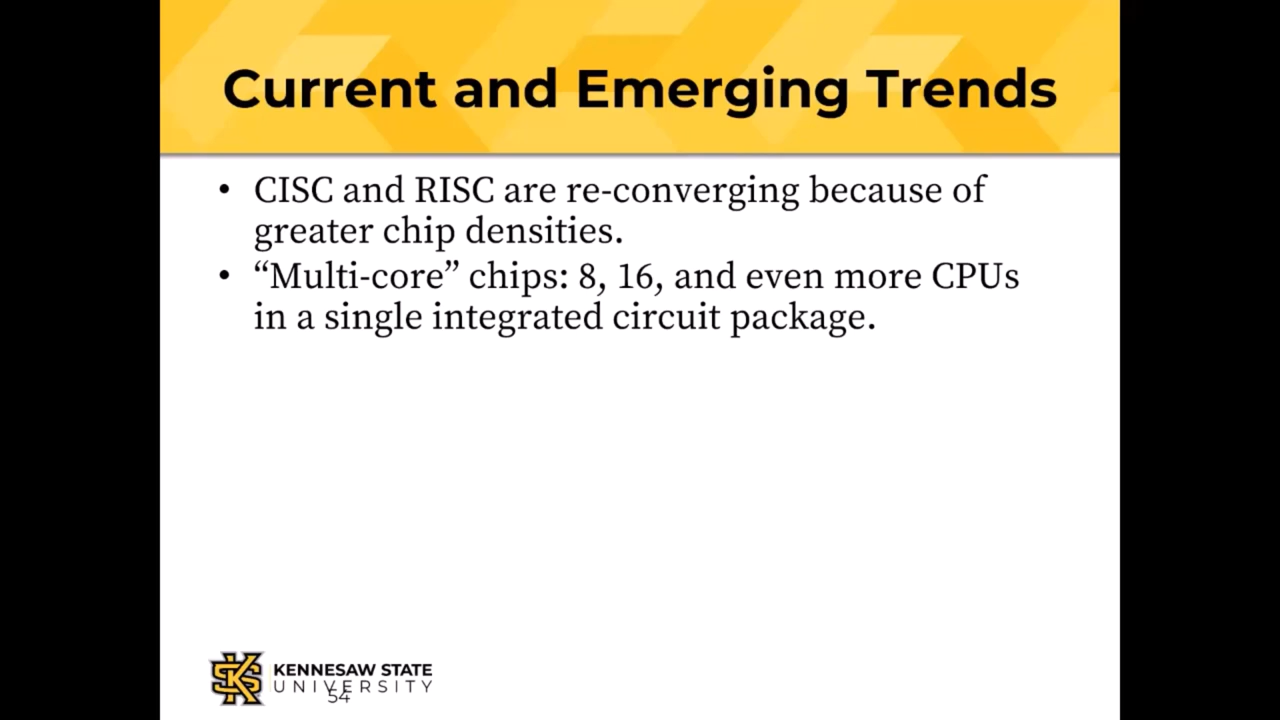 Current and Emerging Trends
• CISC and RISC are re-converging because of
greater chip densities.
• “Multi-core” chips: 8, 16, and even more CPUs
in a single integrated circuit package.
KENNESAW STATE
UNIVERSITY
54